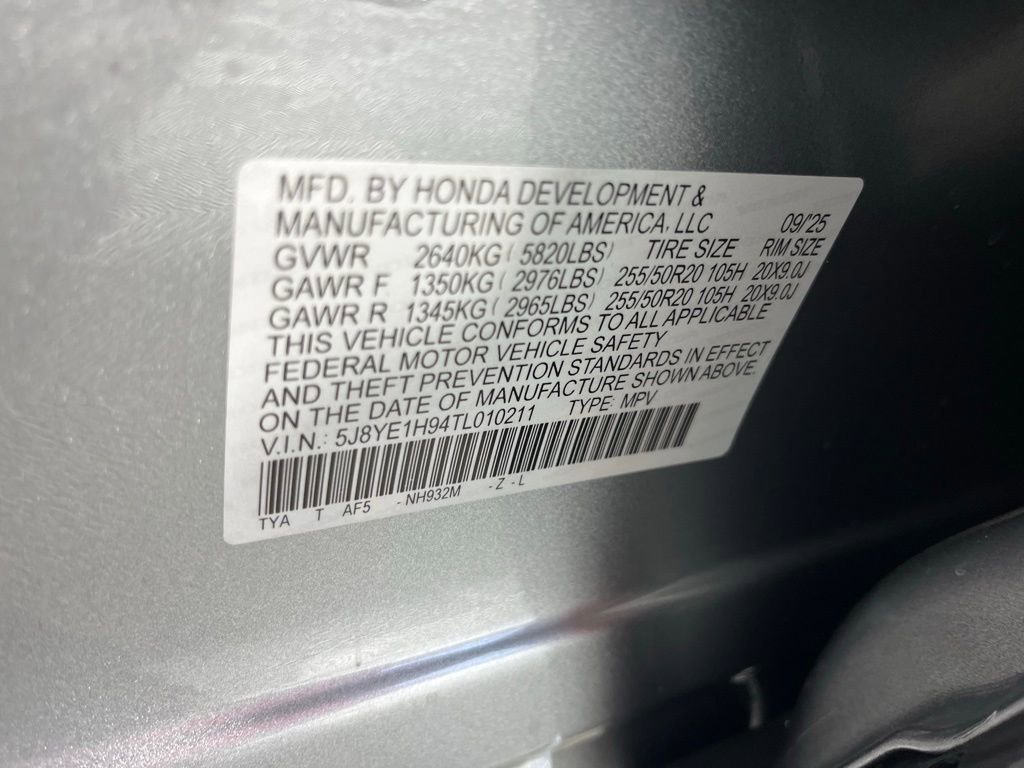 MFD. BY HONDA DEVELOPMENT &
MANUFACTURING OF AMERICA, LLC 09/'25
GVWR 2640KG ( 5820LBS) TIRE SIZE RIM SIZE
GAWR F 1350KG ( 2976LBS) 255/50R20 105H 20X9.0J
GAWR R 1345KG ( 2965LBS) 255/50R20 105H 20X9.0J
THIS VEHICLE CONFORMS TO ALL APPLICABLE
FEDERAL MOTOR VEHICLE SAFETY
AND THEFT PREVENTION STANDARDS IN EFFECT
ON THE DATE OF MANUFACTURE SHOWN ABOVE.
V.I.N.: 5J8YE1H94TL010211 TYPE: MPV
TYA T AF5 - NH932M - Z - L